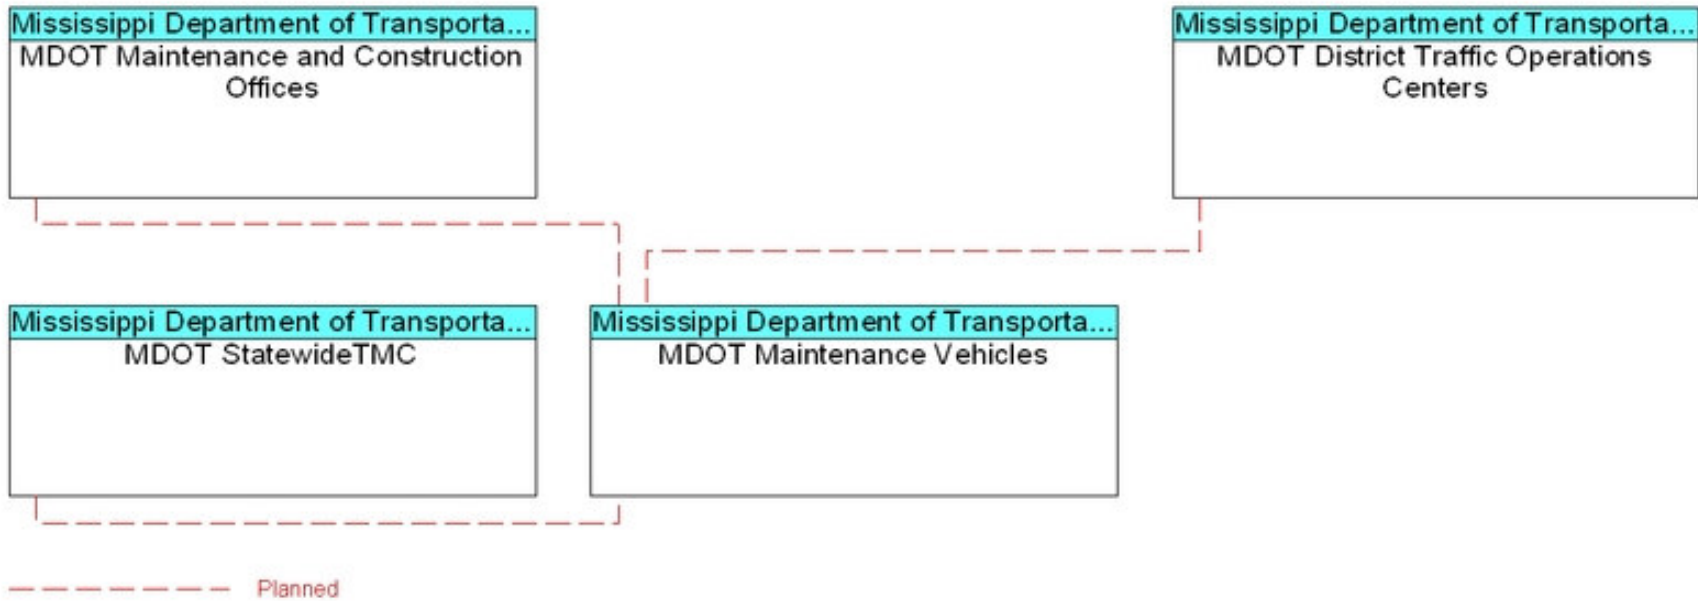 Mississippi Department of Transporta...
MDOT Maintenance and Construction
Offices
Mississippi Department of Transporta...
MDOT District Traffic Operations
Centers
Mississippi Department of Transporta...
MDOT StatewideTMC
Mississippi Department of Transporta...
MDOT Maintenance Vehicles
Planned